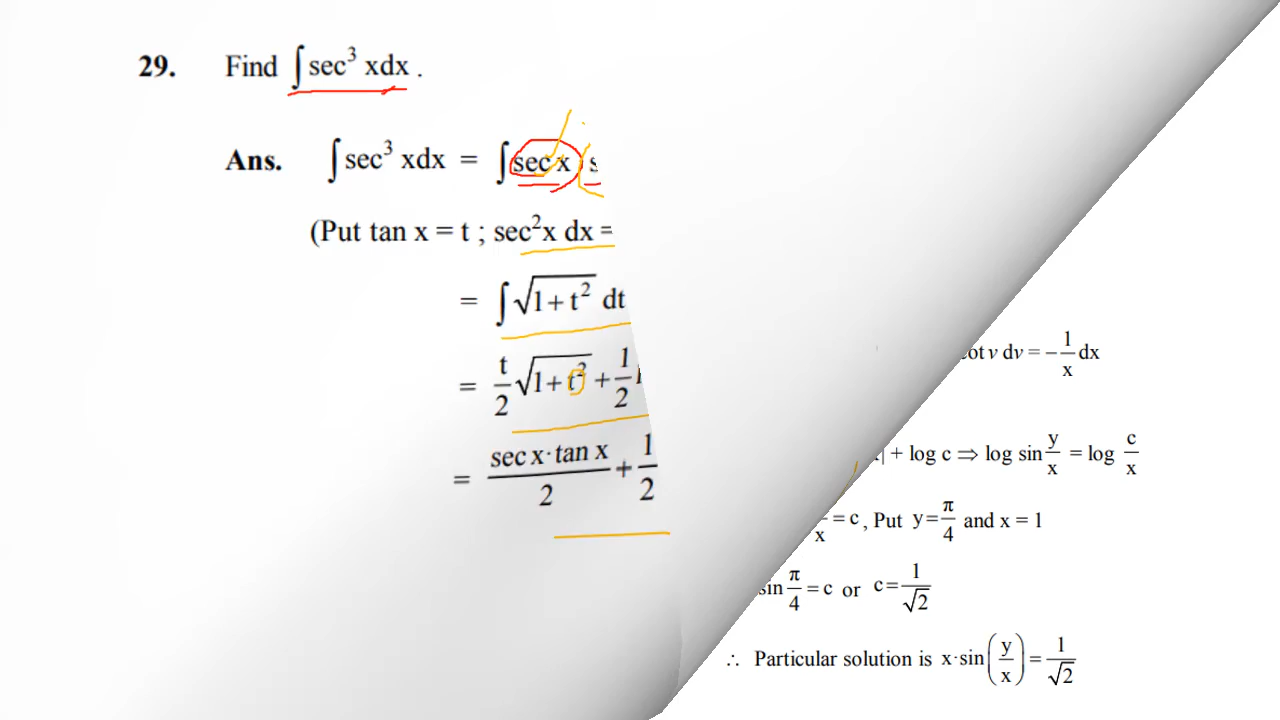 29. Find ∫ sec³ xdx .
Ans. ∫ sec³ xdx = ∫ sec x
(Put tan x = t ; sec²x dx =
= ∫ √(1 + t²) dt
= t/2 √(1 + t²) + 1/2
= (sec x · tan x)/2 + 1/2
ot v dv = − 1/x dx
+ log c ⇒ log sin y/x = log c/x
x = c , Put y = π/4 and x = 1
sin π/4 = c or c = 1/√2
∴ Particular solution is x · sin(y/x) = 1/√2